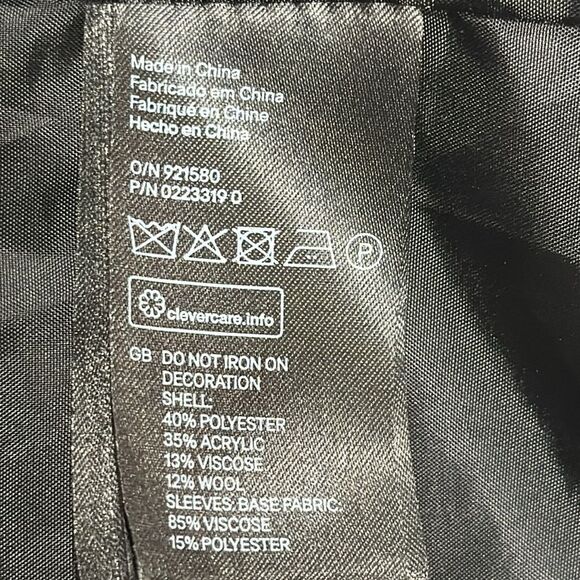 Made in China
Fabricado em China
Fabriqué en Chine
Hecho en China
O/N 921580
P/N 0223319 0
P
clevercare.info
GB DO NOT IRON ON
DECORATION
SHELL:
40% POLYESTER
35% ACRYLIC
13% VISCOSE
12% WOOL
SLEEVES: BASE FABRIC:
85% VISCOSE
15% POLYESTER